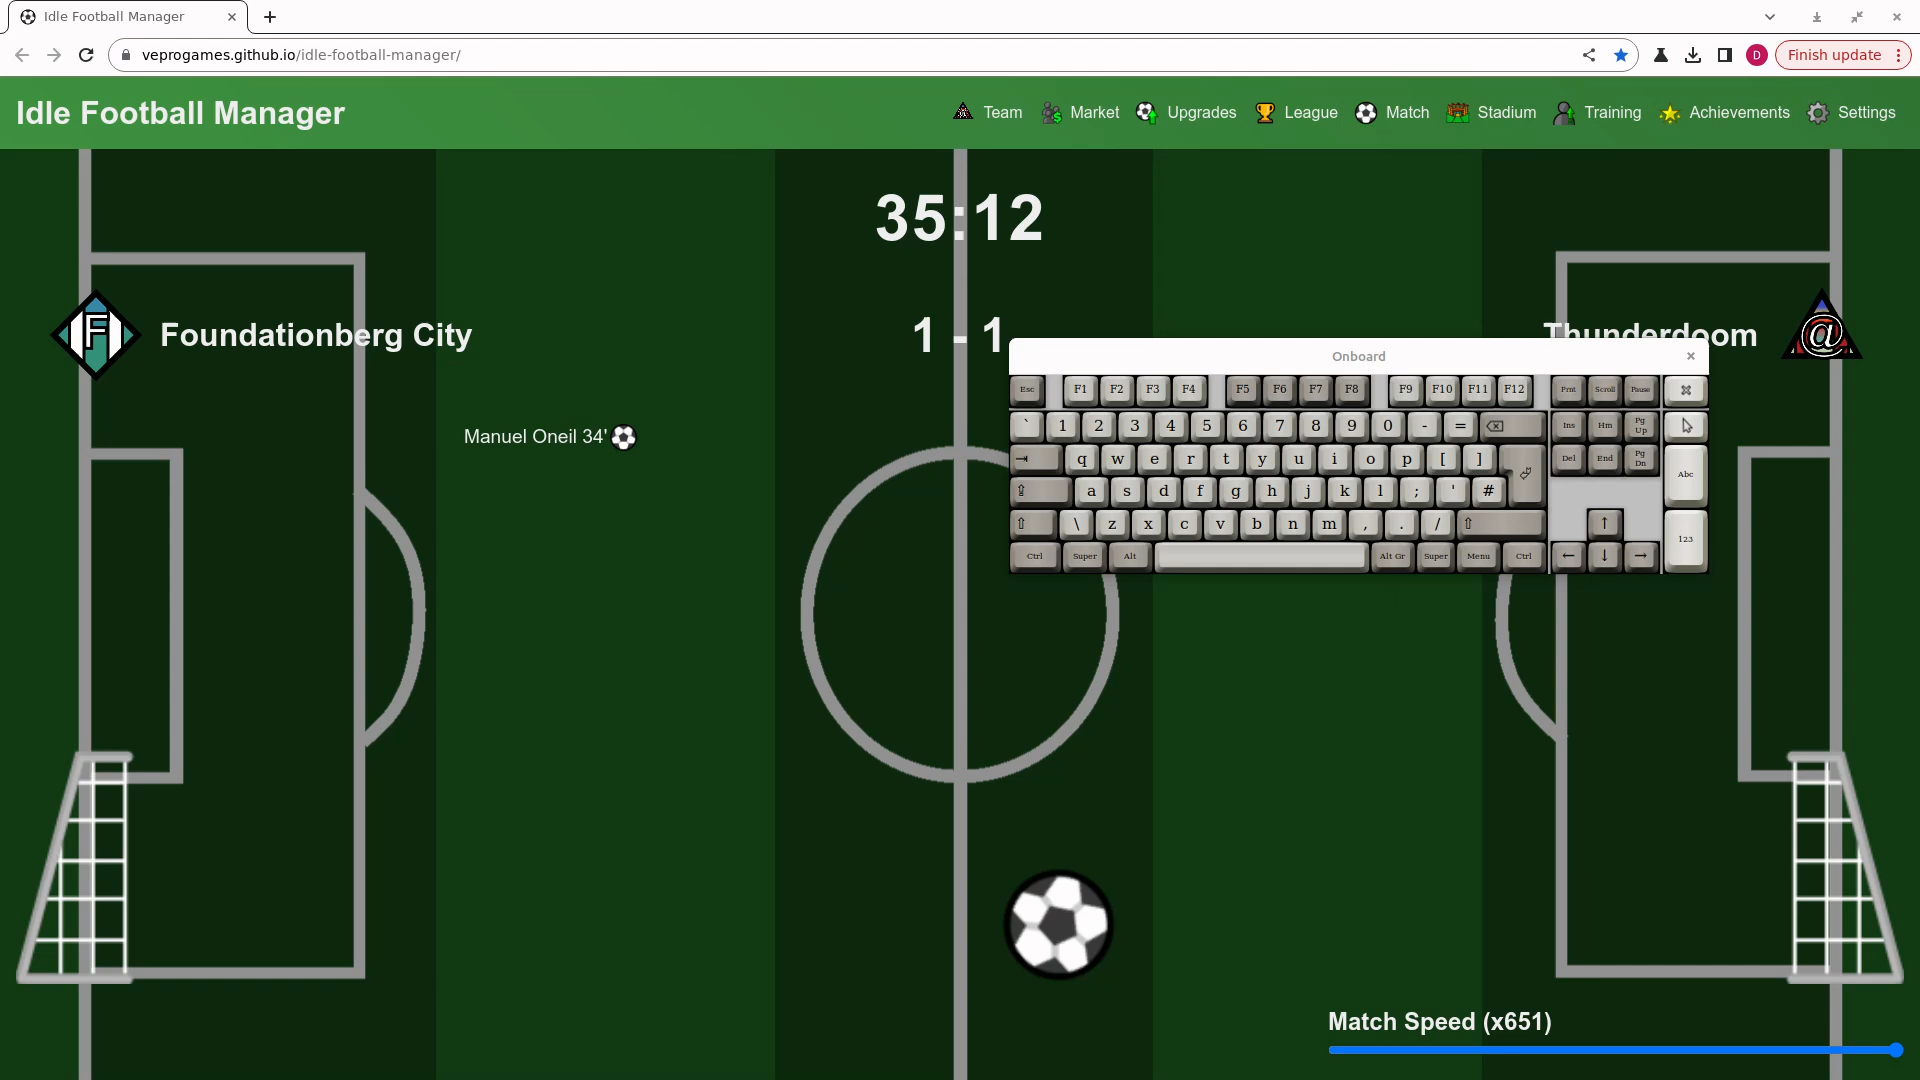 Idle Football Manager
veprogames.github.io/idle-football-manager/
D
Finish update
Idle Football Manager
Team
Market
Upgrades
League
Match
Stadium
Training
Achievements
Settings
35:12
F
Foundationberg City
1 - 1
Thunderdoom
@
Manuel Oneil 34'
Onboard
Esc F1 F2 F3 F4 F5 F6 F7 F8 F9 F10 F11 F12 Prnt Scroll Pause
` 1 2 3 4 5 6 7 8 9 0 - = Ins Hm Pg Up
q w e r t y u i o p [ ] Del End Pg Dn Abc
a s d f g h j k l ; ' #
\ z x c v b n m , . / 123
Ctrl Super Alt Alt Gr Super Menu Ctrl
Match Speed (x651)